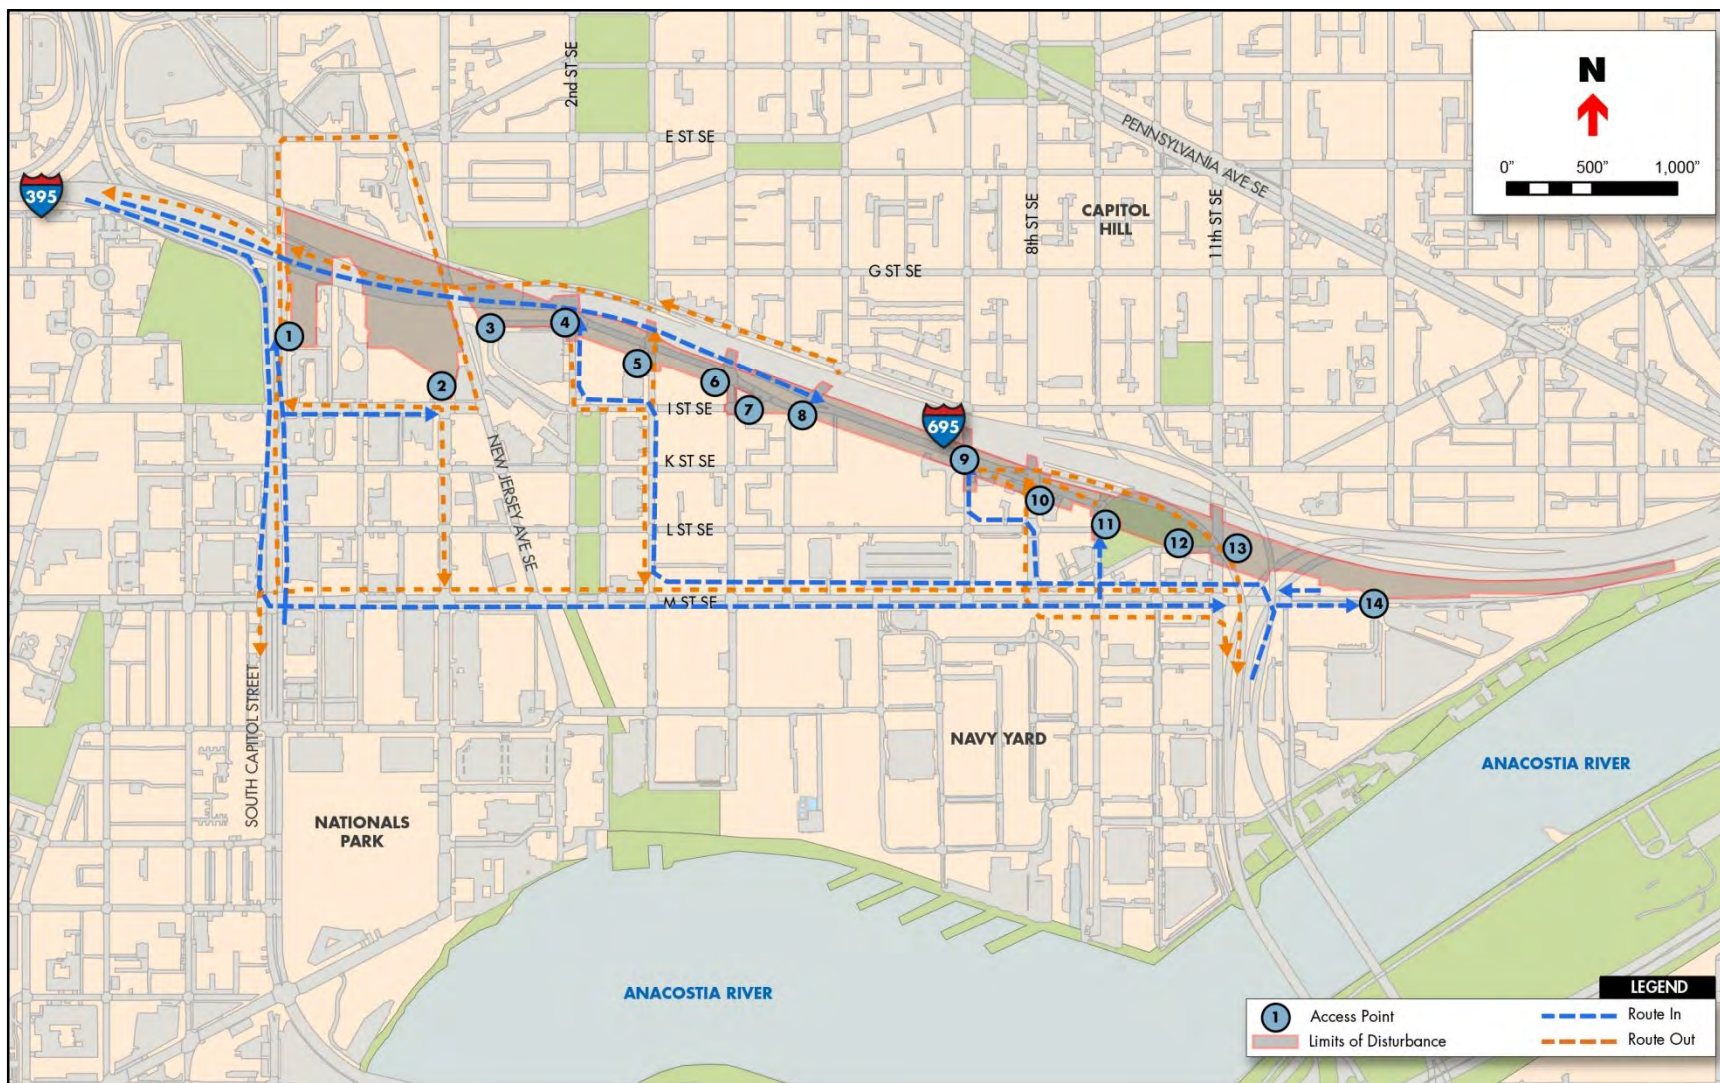 2nd ST SE
E ST SE
PENNSYLVANIA AVE SE
N
0" 500" 1,000"
395
8th ST SE
CAPITOL
HILL
11th ST SE
G ST SE
1
2
3
4
5
6
7
8
I ST SE
695
9
K ST SE
NEW JERSEY AVE SE
10
11
12
13
L ST SE
M ST SE
14
SOUTH CAPITOL STREET
NAVY YARD
NATIONALS
PARK
ANACOSTIA RIVER
ANACOSTIA RIVER
LEGEND
1 Access Point
Route In
Limits of Disturbance
Route Out